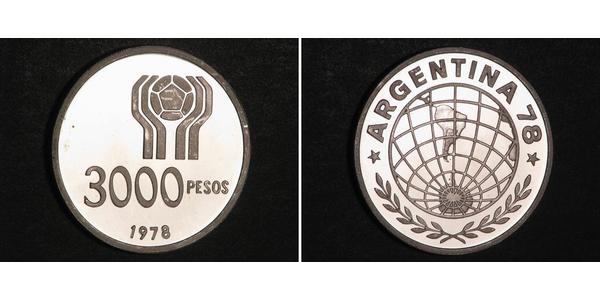 3000 PESOS
1978
★ ARGENTINA 78 ★